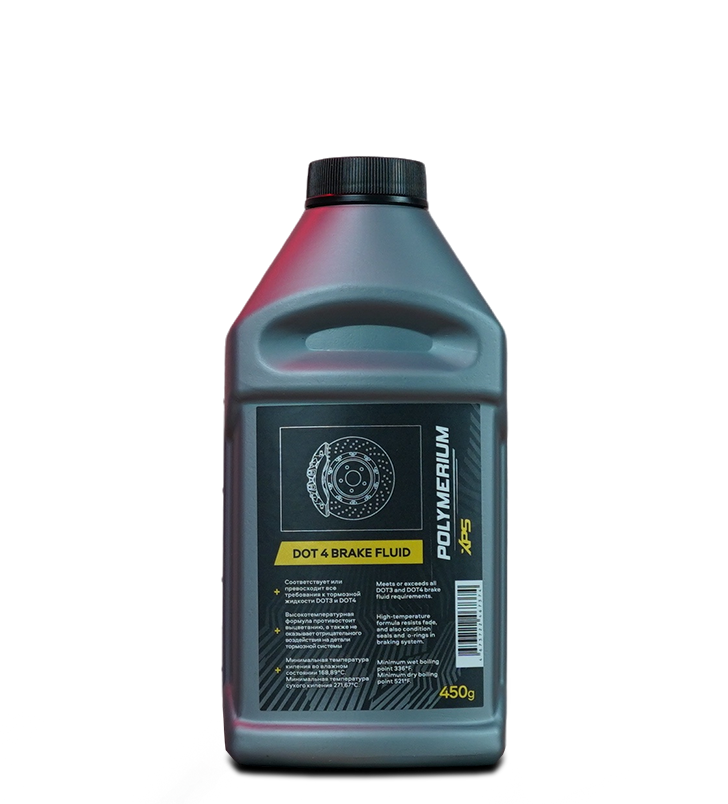 POLYMERIUM
XPS
DOT 4 BRAKE FLUID
Соответствует или
превосходит все
требования к тормозной
жидкости DOT3 и DOT4
Meets or exceeds all
DOT3 and DOT4 brake
fluid requirements.
Высокотемпературная
формула противостоит
выцветанию, а также не
оказывает отрицательного
воздействия на детали
тормозной системы
High-temperature
formula resists fade,
and also condition
seals and o-rings in
braking system.
Минимальная температура
кипения во влажном
состоянии 168,89°C
Минимальная температура
сухого кипения 271,67°C
Minimum wet boiling
point 336°F.
Minimum dry boiling
point 521°F.
450g